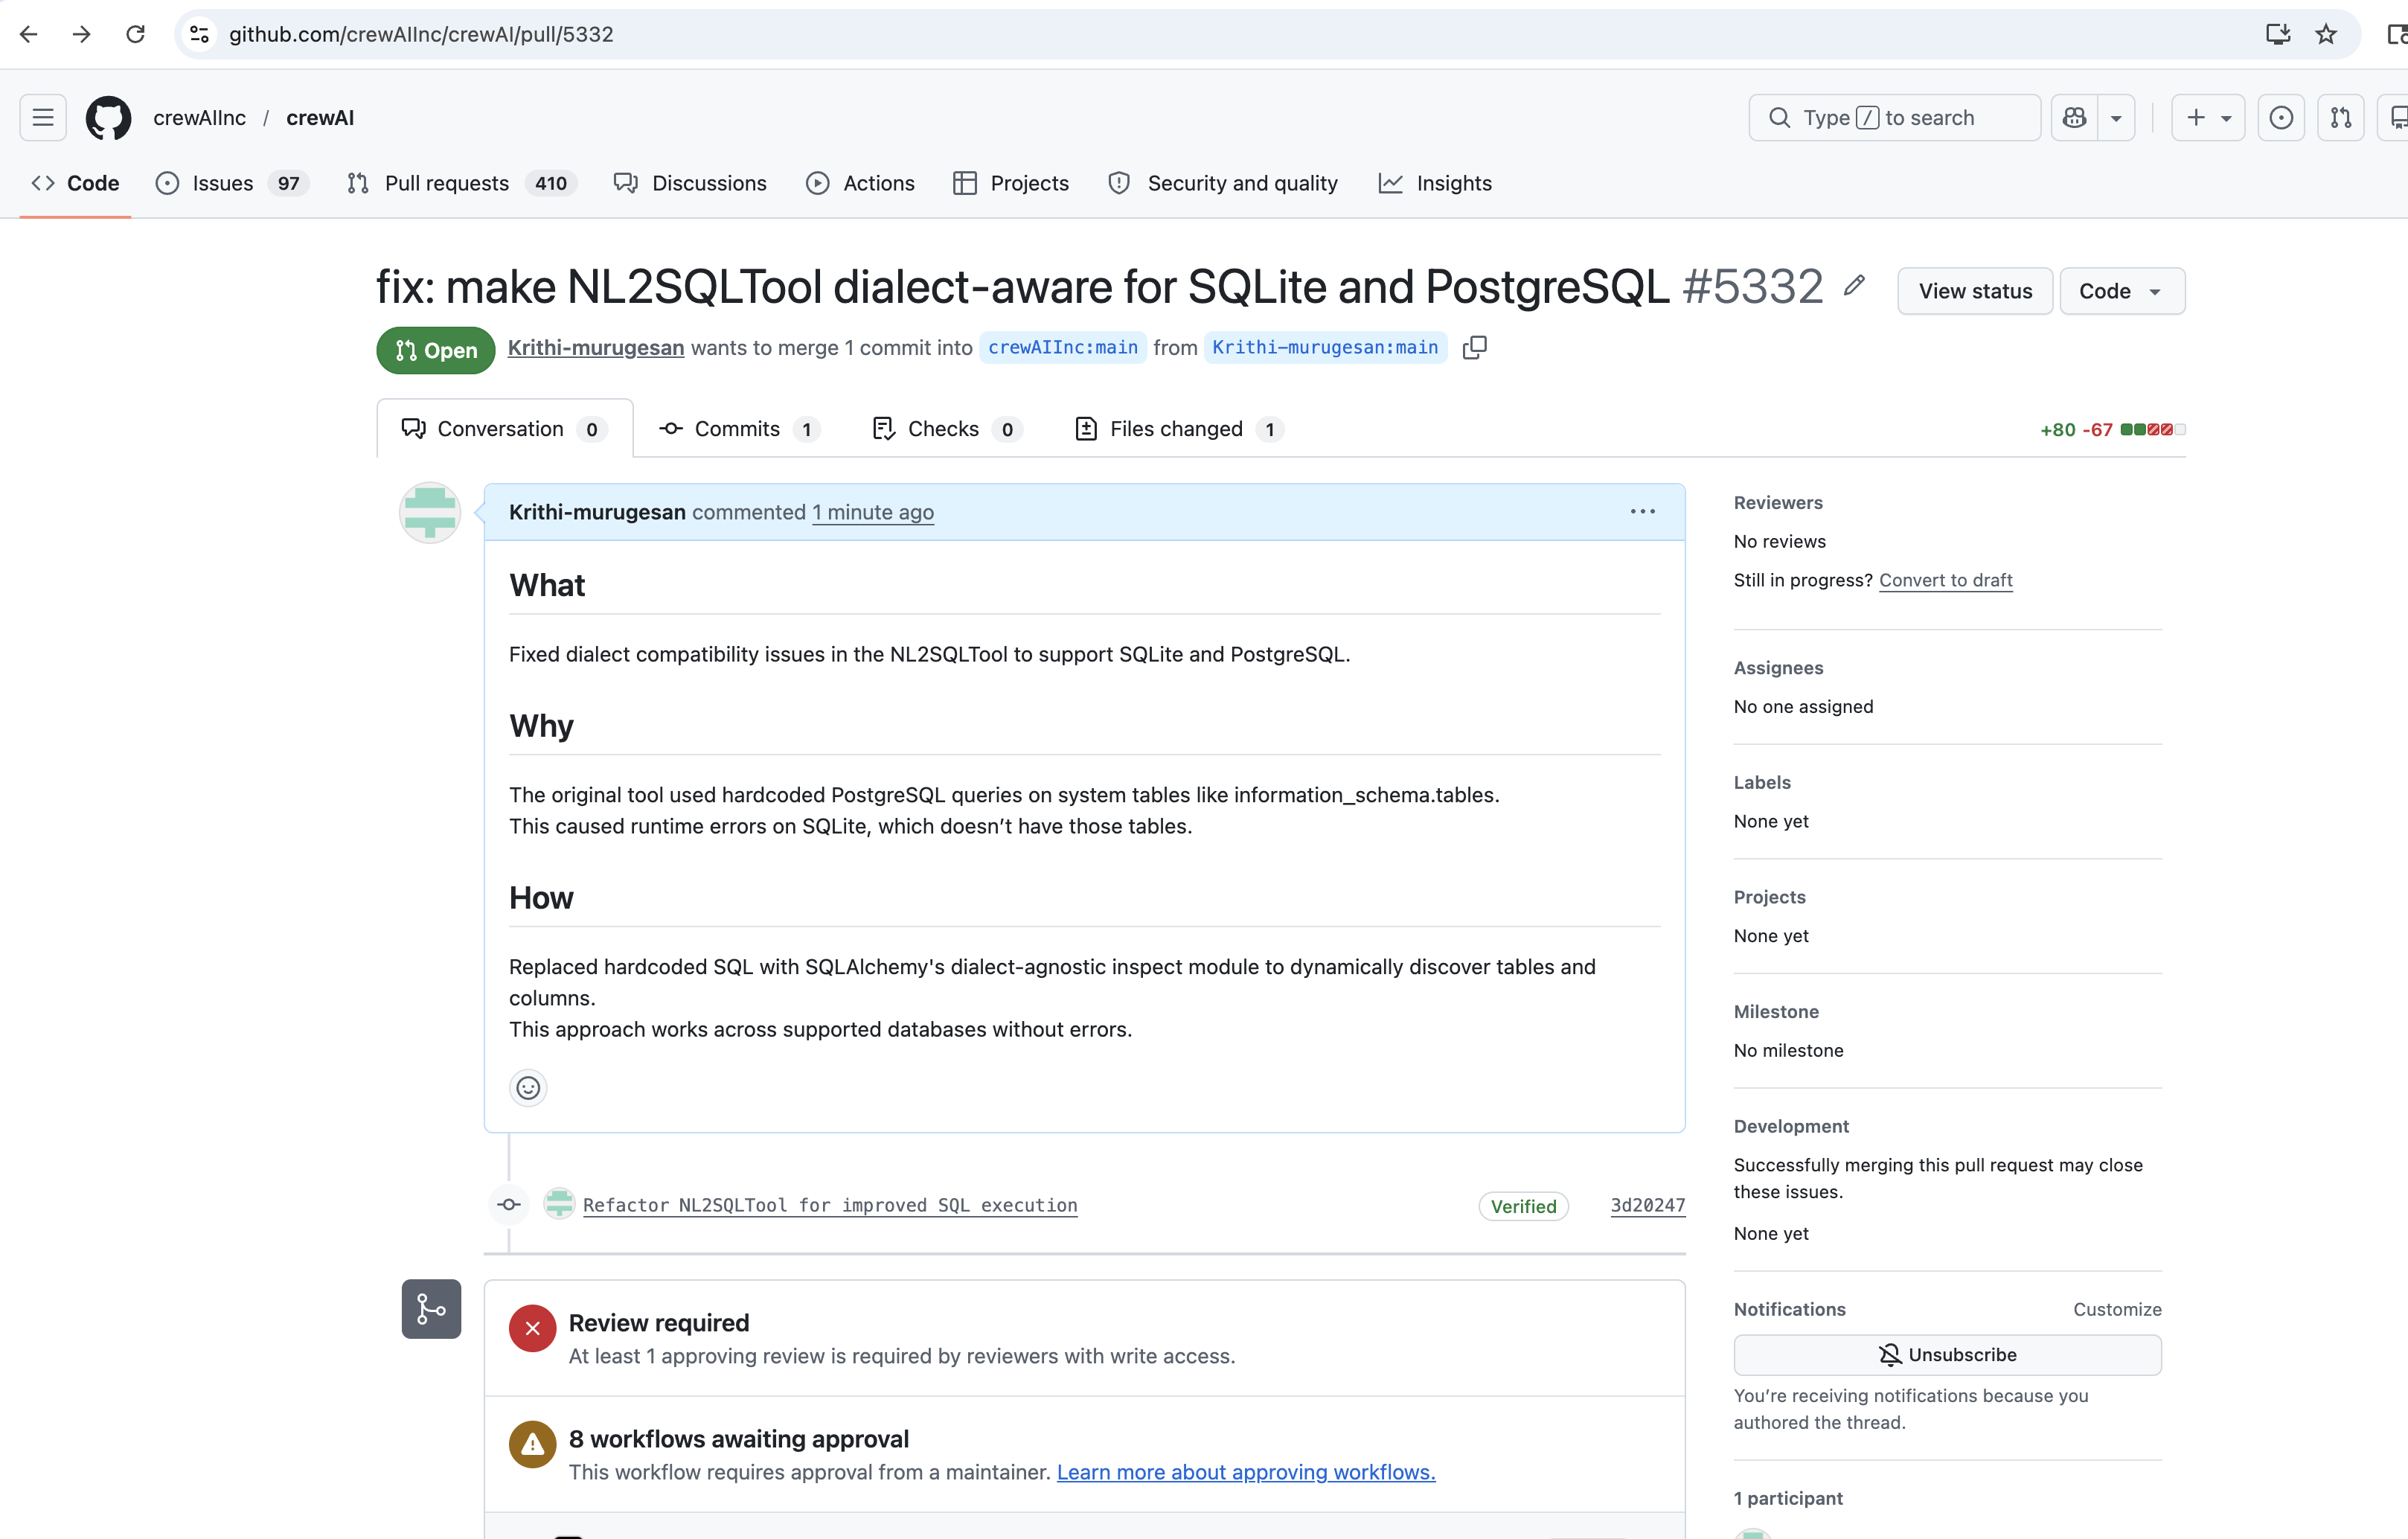 github.com/crewAIInc/crewAI/pull/5332
crewAIInc / crewAI
Type / to search
Code
Issues 97
Pull requests 410
Discussions
Actions
Projects
Security and quality
Insights
fix: make NL2SQLTool dialect-aware for SQLite and PostgreSQL #5332
View status
Code
Open
Krithi-murugesan wants to merge 1 commit into crewAIInc:main from Krithi-murugesan:main
Conversation 0
Commits 1
Checks 0
Files changed 1
+80 -67
Krithi-murugesan commented 1 minute ago
What
Fixed dialect compatibility issues in the NL2SQLTool to support SQLite and PostgreSQL.
Why
The original tool used hardcoded PostgreSQL queries on system tables like information_schema.tables.
This caused runtime errors on SQLite, which doesn’t have those tables.
How
Replaced hardcoded SQL with SQLAlchemy's dialect-agnostic inspect module to dynamically discover tables and
columns.
This approach works across supported databases without errors.
Refactor NL2SQLTool for improved SQL execution
Verified
3d20247
Review required
At least 1 approving review is required by reviewers with write access.
8 workflows awaiting approval
This workflow requires approval from a maintainer. Learn more about approving workflows.
Reviewers
No reviews
Still in progress? Convert to draft
Assignees
No one assigned
Labels
None yet
Projects
None yet
Milestone
No milestone
Development
Successfully merging this pull request may close
these issues.
None yet
Notifications
Customize
Unsubscribe
You’re receiving notifications because you
authored the thread.
1 participant